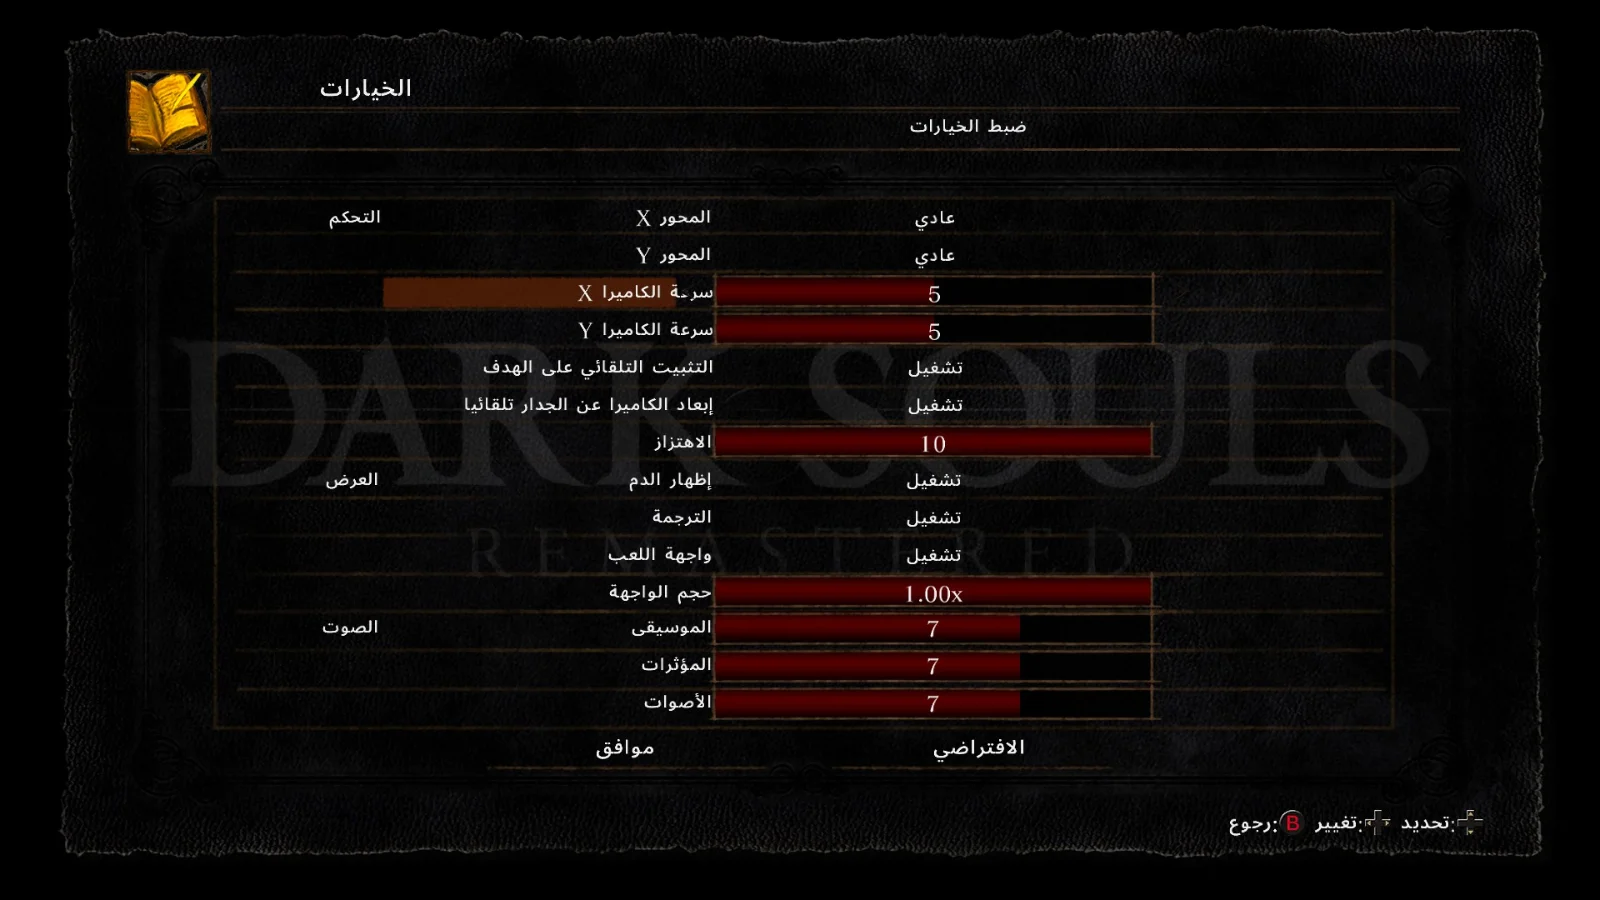 الخيارات
ضبط الخيارات
التحكم المحور X عادي
المحور Y عادي
سرعة الكاميرا X 5
سرعة الكاميرا Y 5
التثبيت التلقائي على الهدف تشغيل
إبعاد الكاميرا عن الجدار تلقائيا تشغيل
الاهتزاز 10
العرض إظهار الدم تشغيل
الترجمة تشغيل
واجهة اللعب تشغيل
حجم الواجهة 1.00x
الصوت الموسيقى 7
المؤثرات 7
الأصوات 7
موافق الافتراضي
تحديد: تغيير: B رجوع:
DARK SOULS
REMASTERED